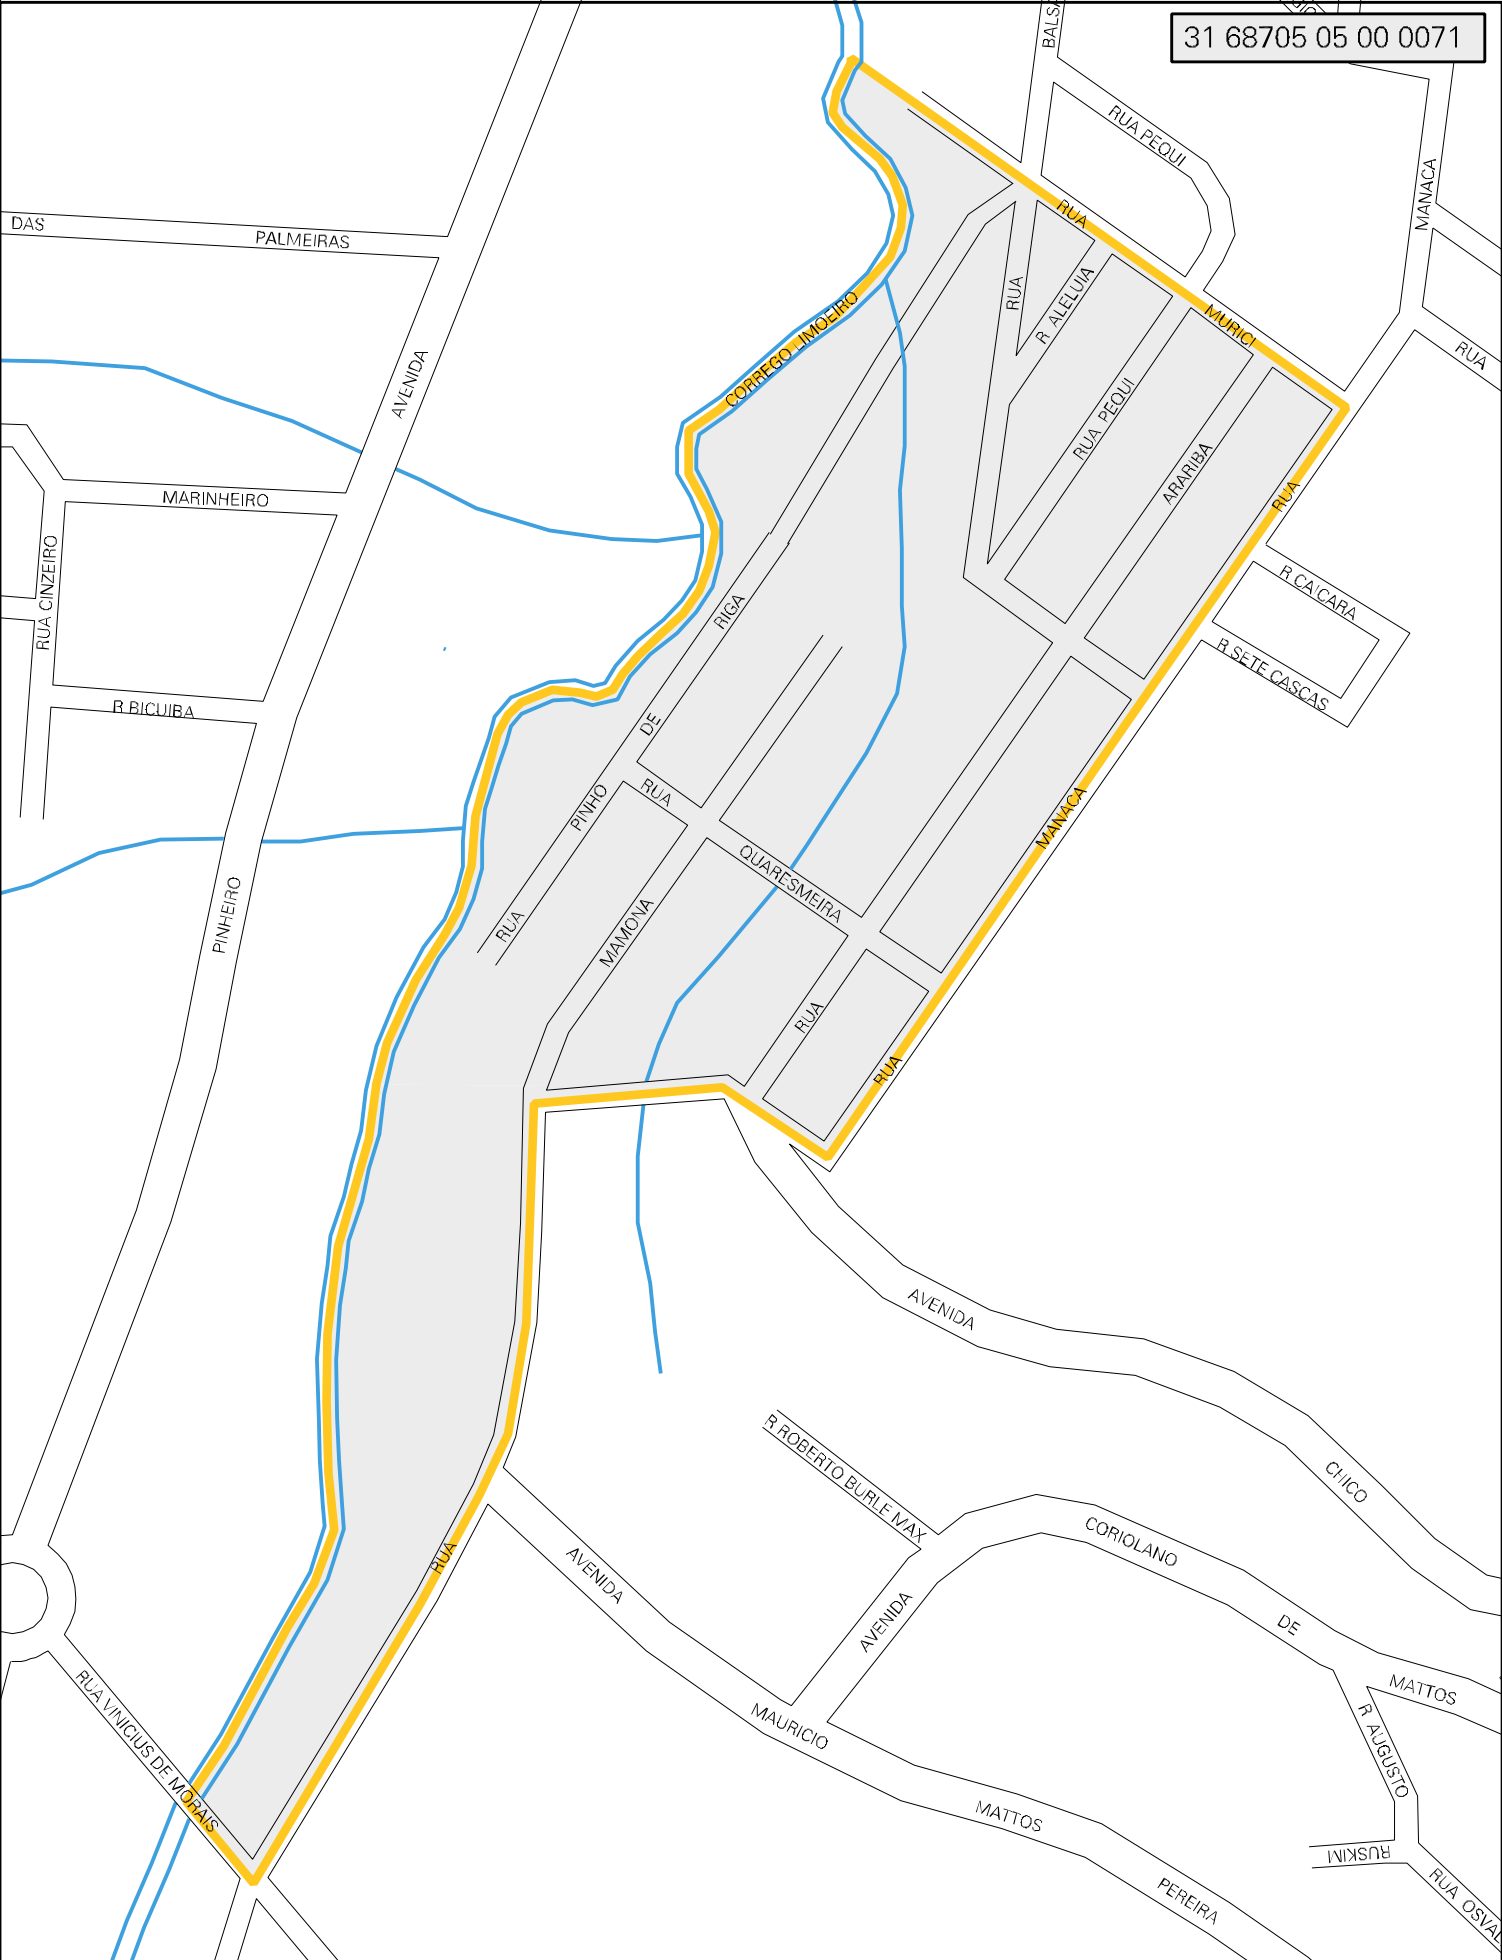 BALSA
31 68705 05 00 0071
RUA PEQUI
MANACA
DAS
PALMEIRAS
RUA
RUA
R ALELUIA
MURICI
CORREGO LIMOEIRO
RUA
AVENIDA
RUA PEQUI
ARARIBA
MARINHEIRO
RUA
RUA CINZEIRO
R CAICARA
RIGA
R SETE CASCAS
R BICUIBA
DE
PINHO
RUA
MANACA
QUARESMEIRA
PINHEIRO
RUA
MAMONA
RUA
RUA
AVENIDA
R ROBERTO BURLE MAX
CHICO
CORIOLANO
RUA
AVENIDA
AVENIDA
DE
MATTOS
RUA VINICIUS DE MORAIS
MAURICIO
R AUGUSTO
MATTOS
RUSKIM
PEREIRA
RUA OSVAL